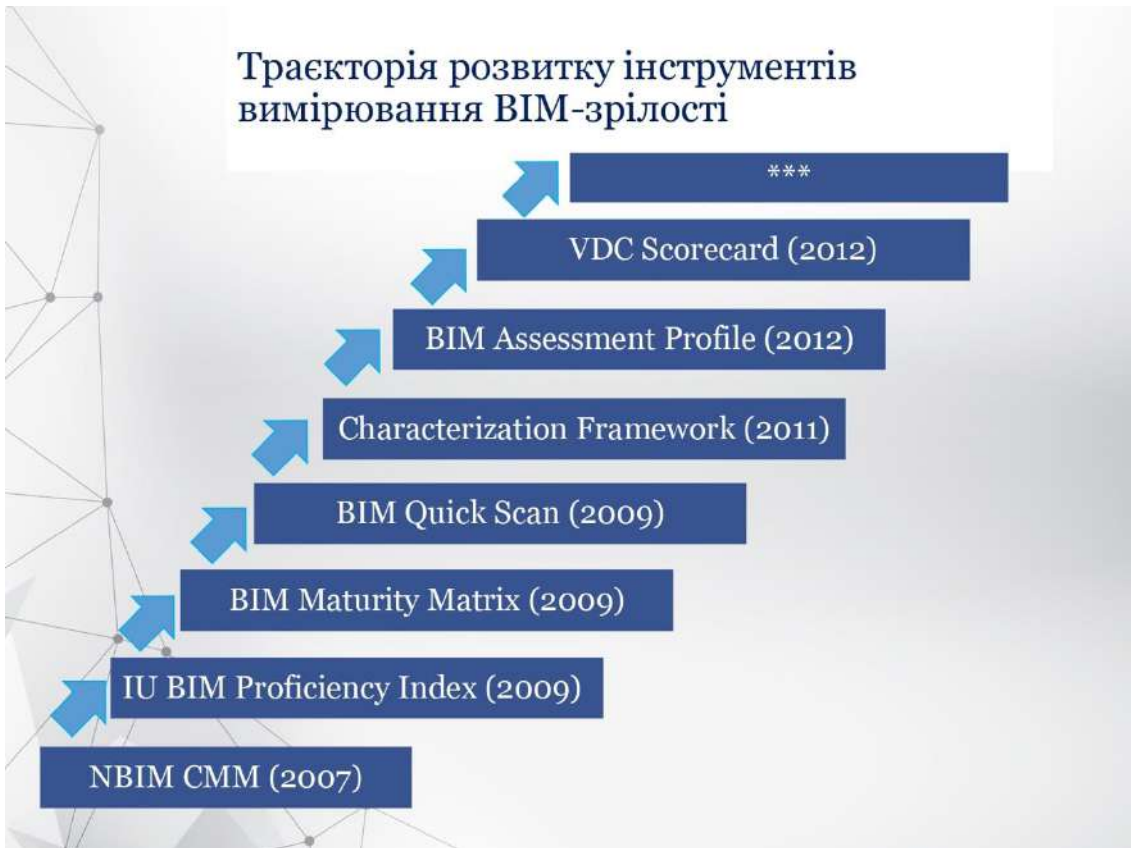 Траєкторія розвитку інструментів
вимірювання BIM-зрілості
***
VDC Scorecard (2012)
BIM Assessment Profile (2012)
Characterization Framework (2011)
BIM Quick Scan (2009)
BIM Maturity Matrix (2009)
IU BIM Proficiency Index (2009)
NBIM CMM (2007)